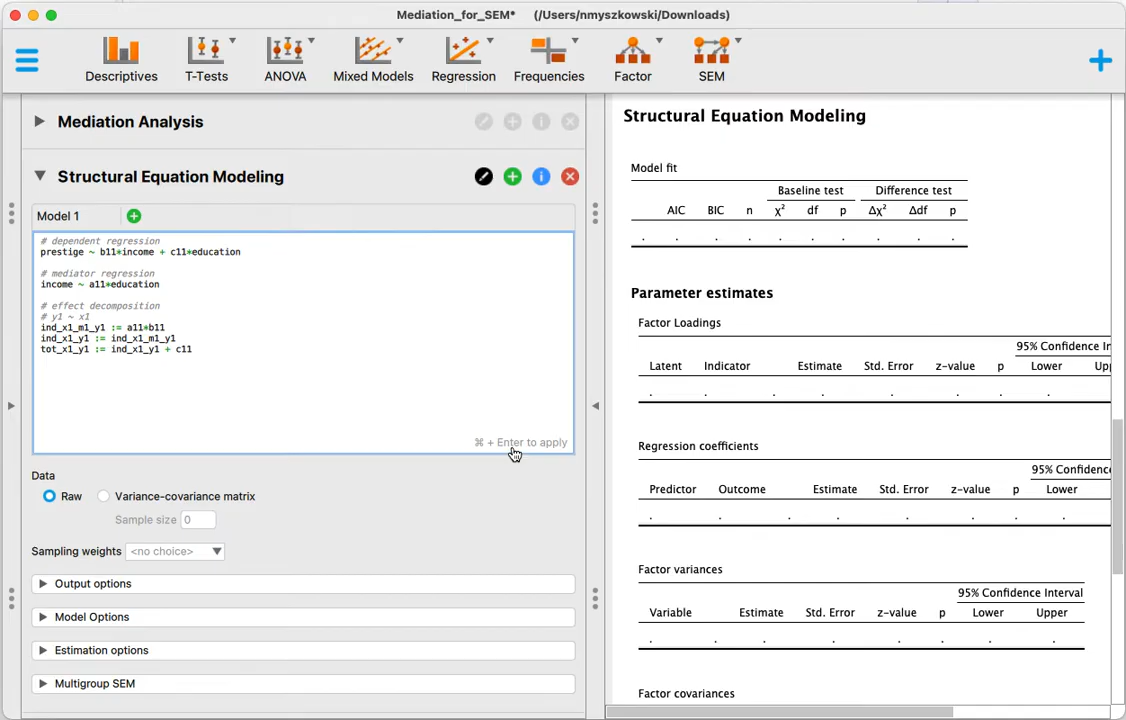 Mediation_for_SEM* (/Users/nmyszkowski/Downloads)
Descriptives T-Tests ANOVA Mixed Models Regression Frequencies Factor SEM
Mediation Analysis
Structural Equation Modeling
Model 1
# dependent regression
prestige ~ b11*income + c11*education
# mediator regression
income ~ a11*education
# effect decomposition
# y1 ~ x1
ind_x1_m1_y1 := a11*b11
ind_x1_y1 := ind_x1_m1_y1
tot_x1_y1 := ind_x1_y1 + c11
⌘ + Enter to apply
Data
Raw Variance-covariance matrix
Sample size 0
Sampling weights <no choice>
Output options
Model Options
Estimation options
Multigroup SEM
Structural Equation Modeling
Model fit
Baseline test Difference test
AIC BIC n χ² df p Δχ² Δdf p
. . . . . . . . .
Parameter estimates
Factor Loadings
95% Confidence In
Latent Indicator Estimate Std. Error z-value p Lower Upp
. . . . . . .
Regression coefficients
95% Confidence
Predictor Outcome Estimate Std. Error z-value p Lower
. . . . . . . .
Factor variances
95% Confidence Interval
Variable Estimate Std. Error z-value p Lower Upper
. . . . . . . .
Factor covariances